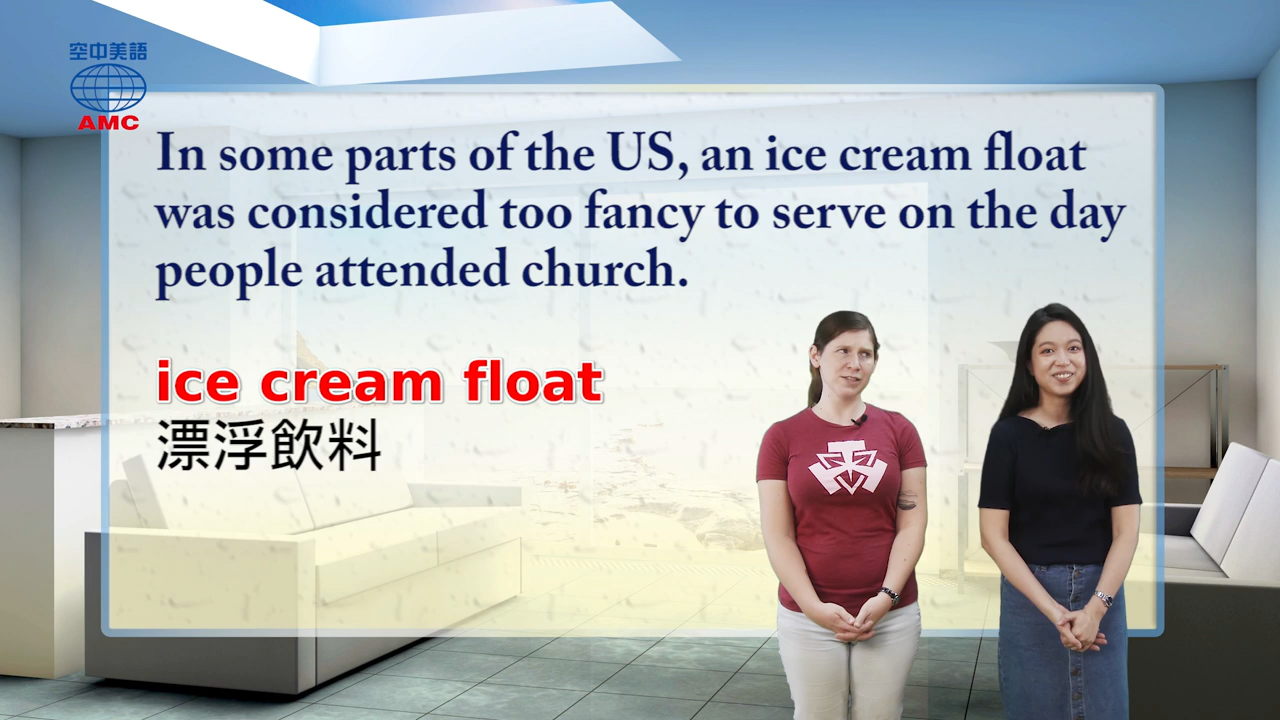 空中美語
AMC
In some parts of the US, an ice cream float
was considered too fancy to serve on the day
people attended church.
ice cream float
漂浮飲料